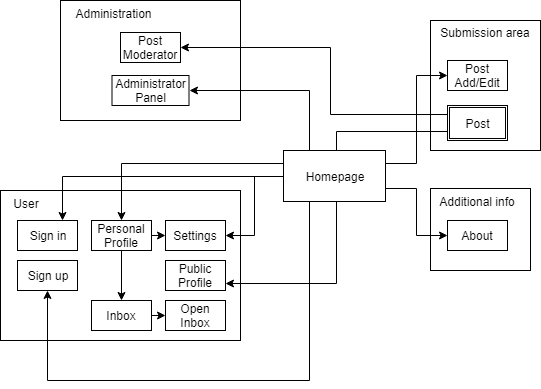 Administration
Post
Moderator
Administrator
Panel
Submission area
Post
Add/Edit
Post
Homepage
User
Sign in
Personal
Profile
Settings
Sign up
Public
Profile
Inbox
Open
Inbox
Additional info
About